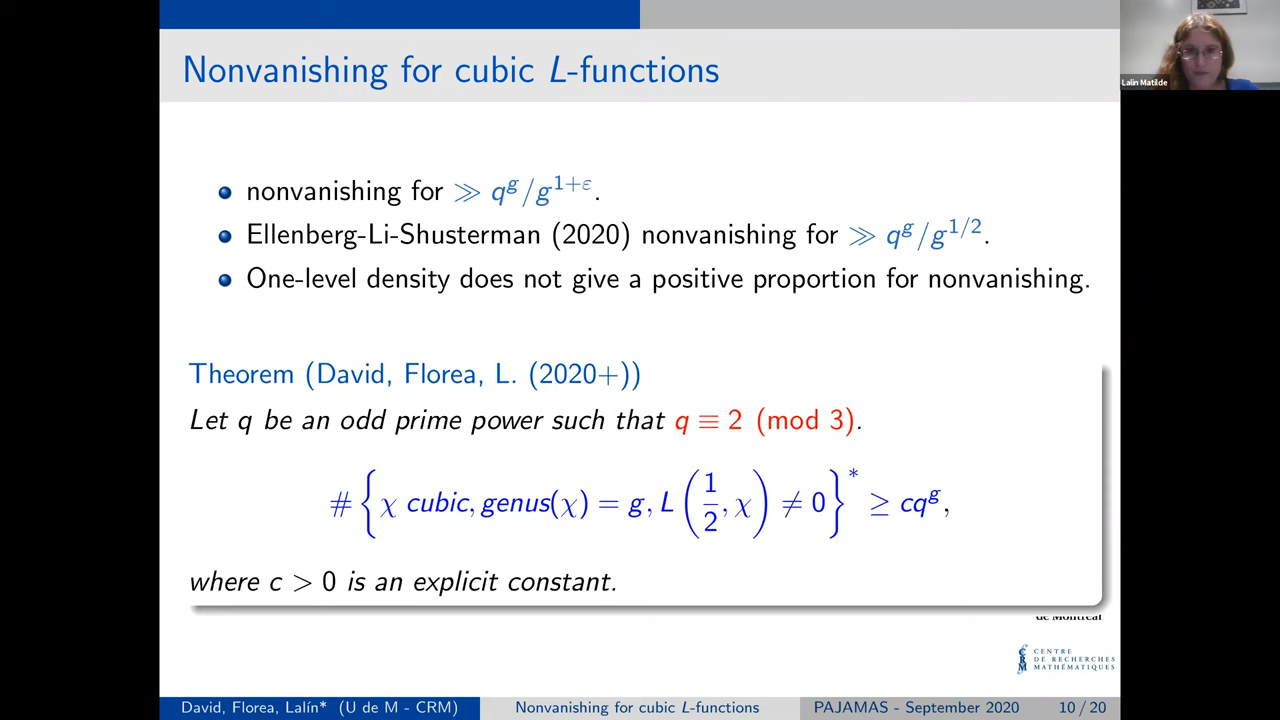 Nonvanishing for cubic L-functions
Lalín Matilde
nonvanishing for ≫ q^g/g^{1+ε}.
Ellenberg-Li-Shusterman (2020) nonvanishing for ≫ q^g/g^{1/2}.
One-level density does not give a positive proportion for nonvanishing.
Theorem (David, Florea, L. (2020+))
Let q be an odd prime power such that q ≡ 2 (mod 3).
# { χ cubic, genus(χ) = g, L (1/2, χ) ≠ 0 }^* ≥ cq^g,
where c > 0 is an explicit constant.
de Montréal
CENTRE
DE RECHERCHES
MATHÉMATIQUES
David, Florea, Lalín* (U de M - CRM) Nonvanishing for cubic L-functions PAJAMAS - September 2020 10 / 20